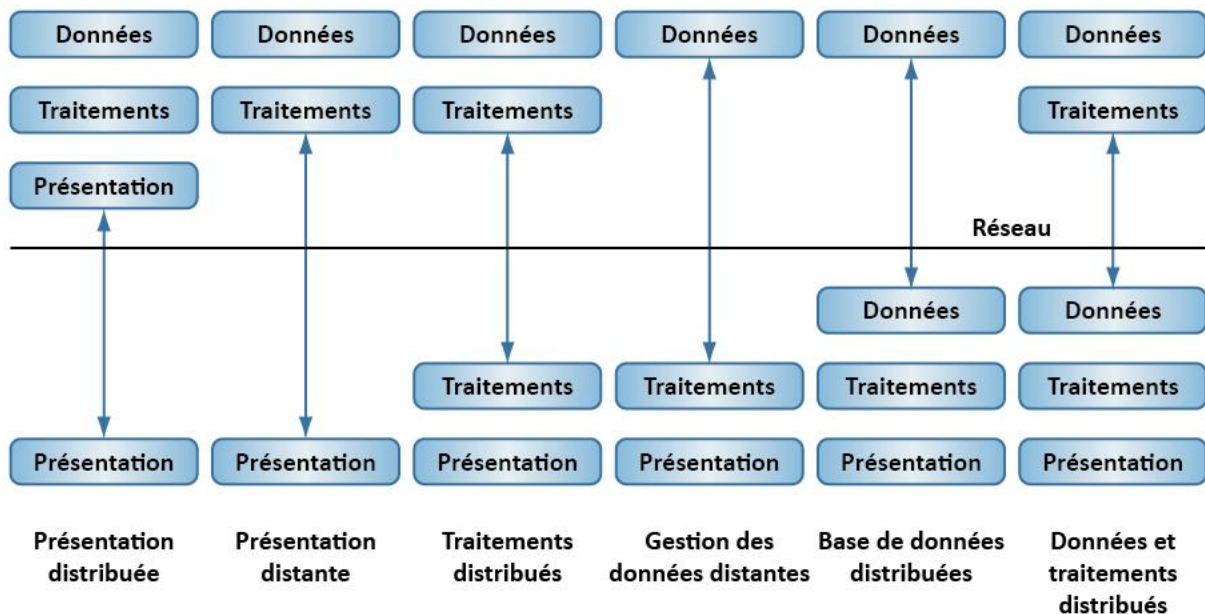 Données Données Données Données Données Données
Traitements Traitements Traitements Traitements
Présentation
Réseau
Données Données
Traitements Traitements Traitements Traitements
Présentation Présentation Présentation Présentation Présentation Présentation
Présentation
distribuée
Présentation
distante
Traitements
distribués
Gestion des
données distantes
Base de données
distribuées
Données et
traitements
distribués